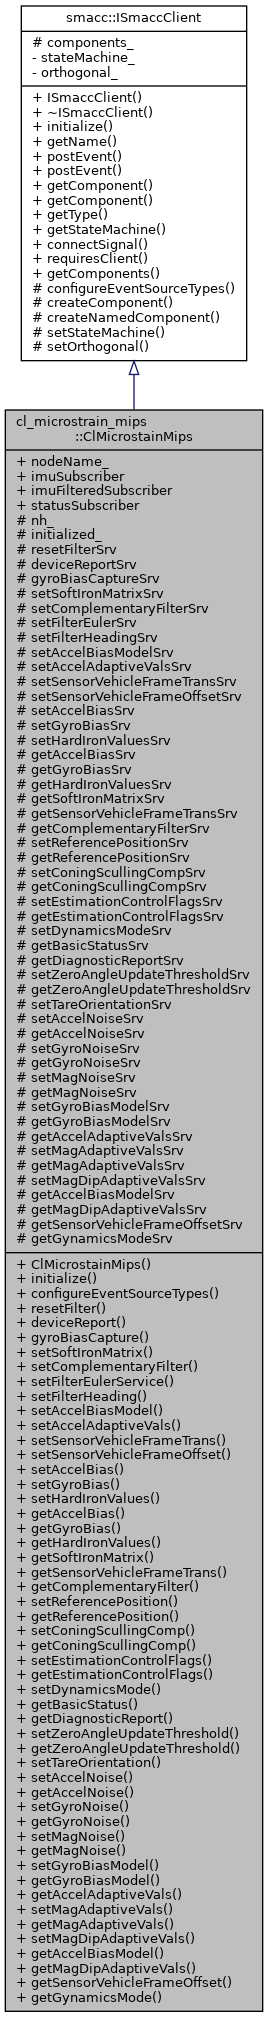 smacc::ISmaccClient
# components_
- stateMachine_
- orthogonal_
+ ISmaccClient()
+ ~ISmaccClient()
+ initialize()
+ getName()
+ postEvent()
+ postEvent()
+ getComponent()
+ getComponent()
+ getType()
+ getStateMachine()
+ connectSignal()
+ requiresClient()
+ getComponents()
# configureEventSourceTypes()
# createComponent()
# createNamedComponent()
# setStateMachine()
# setOrthogonal()
cl_microstrain_mips
::ClMicrostainMips
+ nodeName_
+ imuSubscriber
+ imuFilteredSubscriber
+ statusSubscriber
# nh_
# initialized_
# resetFilterSrv
# deviceReportSrv
# gyroBiasCaptureSrv
# setSoftIronMatrixSrv
# setComplementaryFilterSrv
# setFilterEulerSrv
# setFilterHeadingSrv
# setAccelBiasModelSrv
# setAccelAdaptiveValsSrv
# setSensorVehicleFrameTransSrv
# setSensorVehicleFrameOffsetSrv
# setAccelBiasSrv
# setGyroBiasSrv
# setHardIronValuesSrv
# getAccelBiasSrv
# getGyroBiasSrv
# getHardIronValuesSrv
# getSoftIronMatrixSrv
# getSensorVehicleFrameTransSrv
# getComplementaryFilterSrv
# setReferencePositionSrv
# getReferencePositionSrv
# setConingScullingCompSrv
# getConingScullingCompSrv
# setEstimationControlFlagsSrv
# getEstimationControlFlagsSrv
# setDynamicsModeSrv
# getBasicStatusSrv
# getDiagnosticReportSrv
# setZeroAngleUpdateThresholdSrv
# getZeroAngleUpdateThresholdSrv
# setTareOrientationSrv
# setAccelNoiseSrv
# getAccelNoiseSrv
# setGyroNoiseSrv
# getGyroNoiseSrv
# setMagNoiseSrv
# getMagNoiseSrv
# setGyroBiasModelSrv
# getGyroBiasModelSrv
# getAccelAdaptiveValsSrv
# setMagAdaptiveValsSrv
# getMagAdaptiveValsSrv
# setMagDipAdaptiveValsSrv
# getAccelBiasModelSrv
# getMagDipAdaptiveValsSrv
# getSensorVehicleFrameOffsetSrv
# getGynamicsModeSrv
+ ClMicrostainMips()
+ initialize()
+ configureEventSourceTypes()
+ resetFilter()
+ deviceReport()
+ gyroBiasCapture()
+ setSoftIronMatrix()
+ setComplementaryFilter()
+ setFilterEulerService()
+ setFilterHeading()
+ setAccelBiasModel()
+ setAccelAdaptiveVals()
+ setSensorVehicleFrameTrans()
+ setSensorVehicleFrameOffset()
+ setAccelBias()
+ setGyroBias()
+ setHardIronValues()
+ getAccelBias()
+ getGyroBias()
+ getHardIronValues()
+ getSoftIronMatrix()
+ getSensorVehicleFrameTrans()
+ getComplementaryFilter()
+ setReferencePosition()
+ getReferencePosition()
+ setConingScullingComp()
+ getConingScullingComp()
+ setEstimationControlFlags()
+ getEstimationControlFlags()
+ setDynamicsMode()
+ getBasicStatus()
+ getDiagnosticReport()
+ setZeroAngleUpdateThreshold()
+ getZeroAngleUpdateThreshold()
+ setTareOrientation()
+ setAccelNoise()
+ getAccelNoise()
+ setGyroNoise()
+ getGyroNoise()
+ setMagNoise()
+ getMagNoise()
+ setGyroBiasModel()
+ getGyroBiasModel()
+ getAccelAdaptiveVals()
+ setMagAdaptiveVals()
+ getMagAdaptiveVals()
+ setMagDipAdaptiveVals()
+ getAccelBiasModel()
+ getMagDipAdaptiveVals()
+ getSensorVehicleFrameOffset()
+ getGynamicsMode()